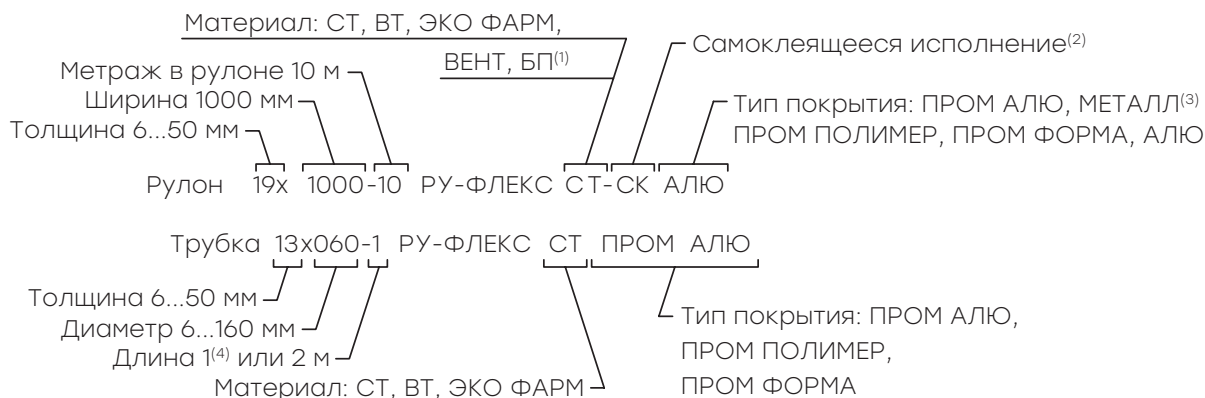 Материал: СТ, ВТ, ЭКО ФАРМ,
ВЕНТ, БП(1)
Самоклеящееся исполнение(2)
Метраж в рулоне 10 м
Ширина 1000 мм
Толщина 6...50 мм
Тип покрытия: ПРОМ АЛЮ, МЕТАЛЛ(3)
ПРОМ ПОЛИМЕР, ПРОМ ФОРМА, АЛЮ
Рулон 19х 1000-10 РУ-ФЛЕКС СТ-СК АЛЮ
Трубка 13х060-1 РУ-ФЛЕКС СТ ПРОМ АЛЮ
Толщина 6...50 мм
Диаметр 6...160 мм
Длина 1(4) или 2 м
Материал: СТ, ВТ, ЭКО ФАРМ
Тип покрытия: ПРОМ АЛЮ,
ПРОМ ПОЛИМЕР,
ПРОМ ФОРМА